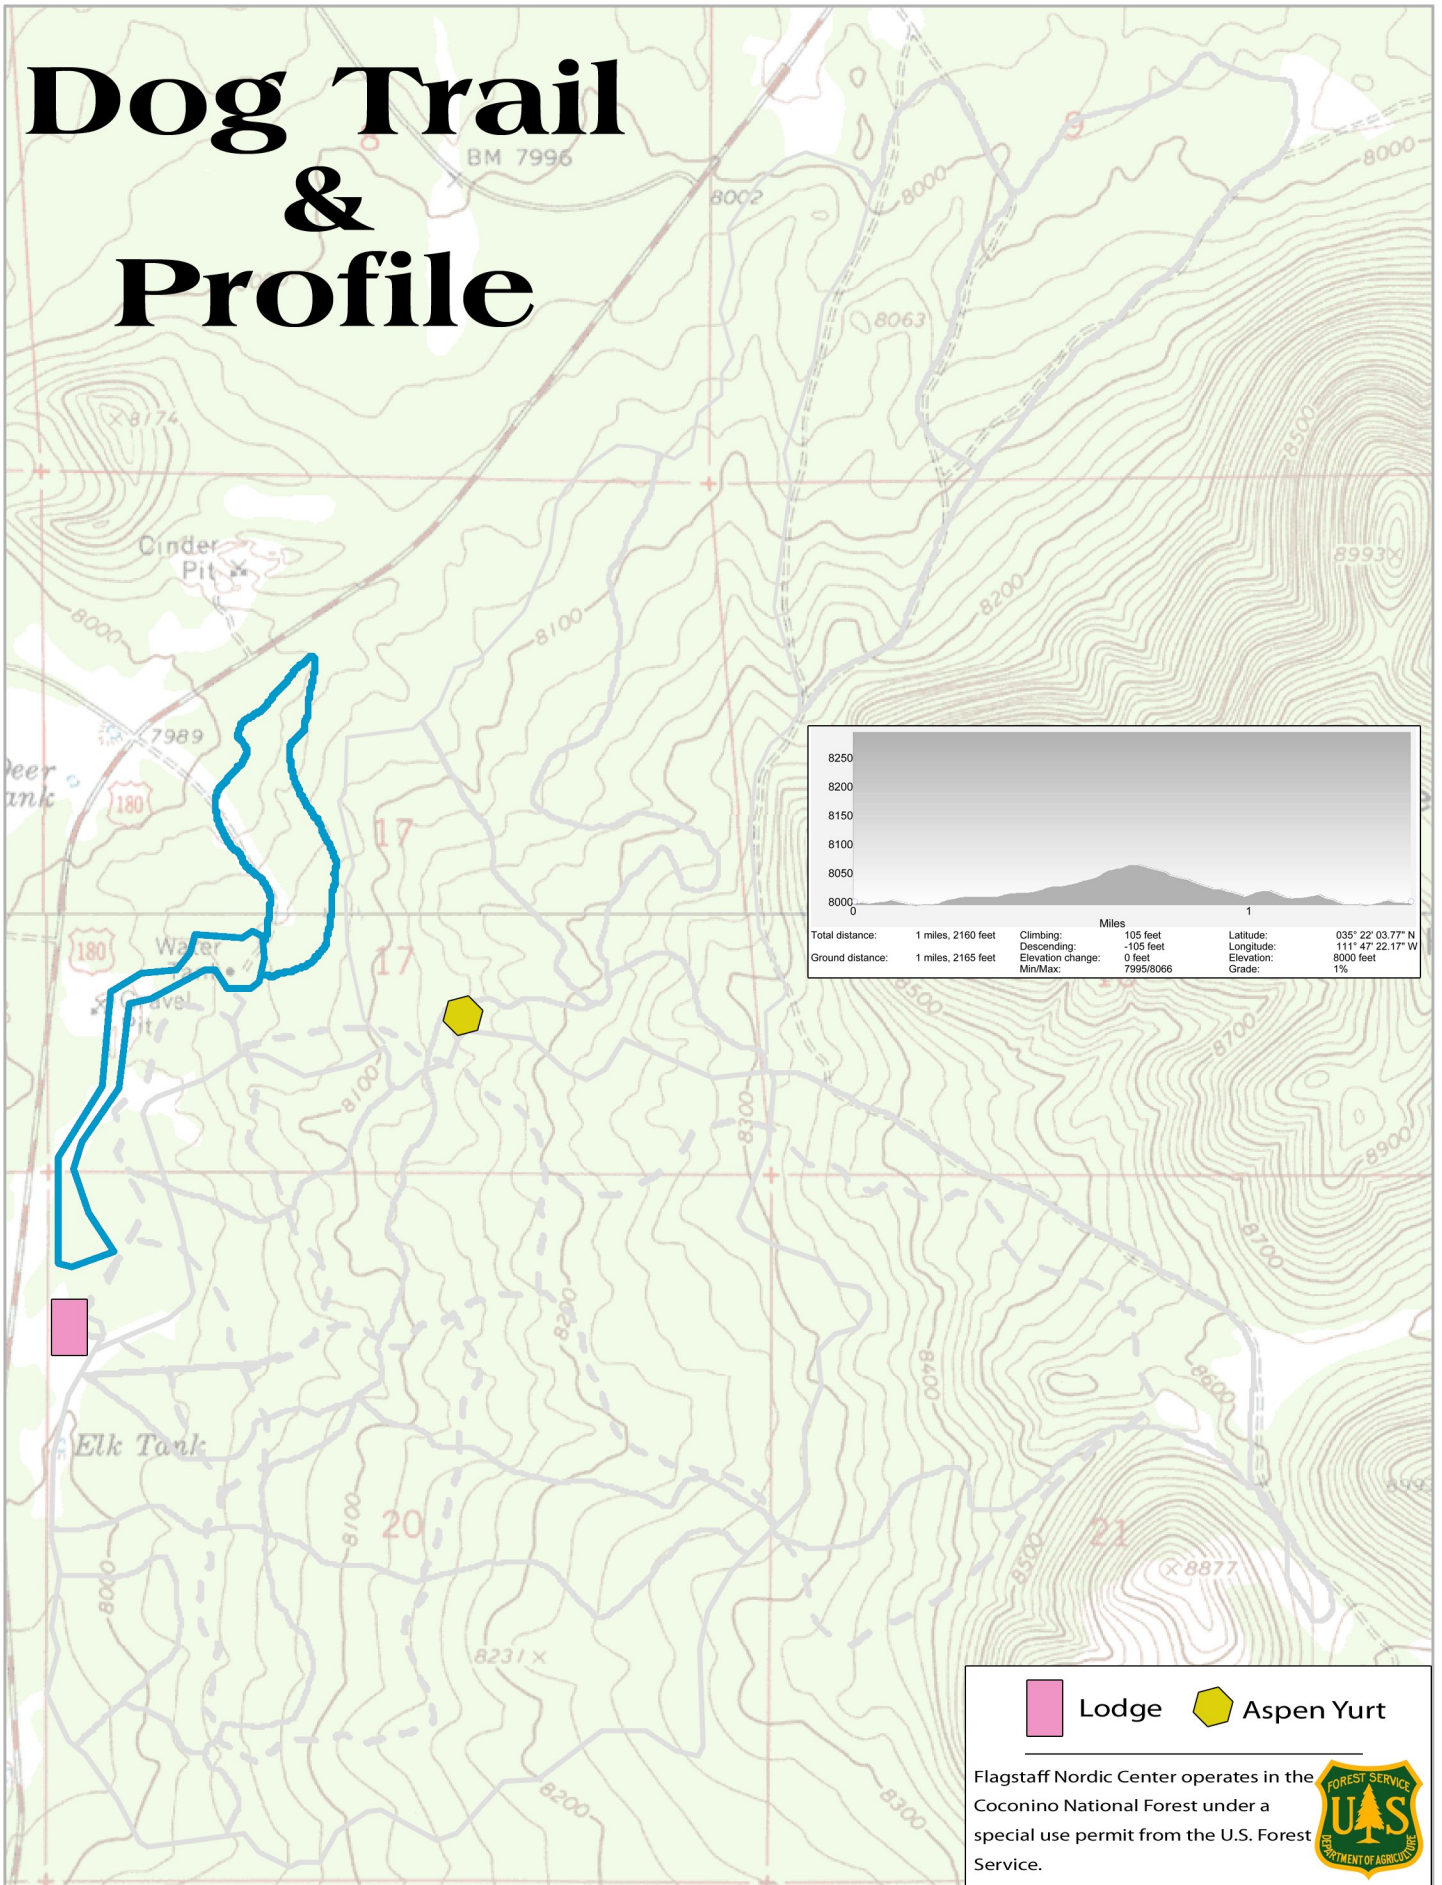 Dog Trail
&
Profile
8
9
BM 7996
8002
8000
8000
8063
8174
8500
8993
Cinder
Pit
8000
8100
8200
7989
Tank
180
17
8250
8200
8150
8100
8050
8000
0
1
Miles
Total distance: 1 miles, 2160 feet Climbing: 105 feet Latitude: 035° 22' 03.77" N
Descending: -105 feet Longitude: 111° 47' 22.17" W
Ground distance: 1 miles, 2165 feet Elevation change: 0 feet Elevation: 8000 feet
Min/Max: 7995/8066 Grade: 1%
180
Water
Tank
17
Gravel
Pit
8500
8700
8100
8300
8900
8700
8200
8400
8600
Elk Tank
8100
20
8500
21
8877
8000
8231
8200
8300
Lodge Aspen Yurt
Flagstaff Nordic Center operates in the
Coconino National Forest under a
special use permit from the U.S. Forest
Service.
FOREST SERVICE
U S
DEPARTMENT OF AGRICULTURE